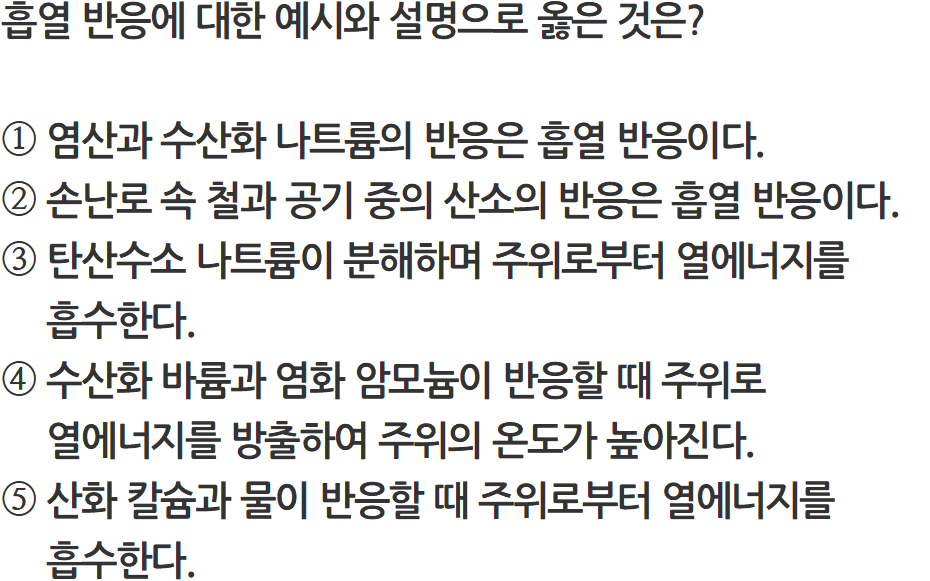 흡열 반응에 대한 예시와 설명으로 옳은 것은?
① 염산과 수산화 나트륨의 반응은 흡열 반응이다.
② 손난로 속 철과 공기 중의 산소의 반응은 흡열 반응이다.
③ 탄산수소 나트륨이 분해하며 주위로부터 열에너지를
흡수한다.
④ 수산화 바륨과 염화 암모늄이 반응할 때 주위로
열에너지를 방출하여 주위의 온도가 높아진다.
⑤ 산화 칼슘과 물이 반응할 때 주위로부터 열에너지를
흡수한다.